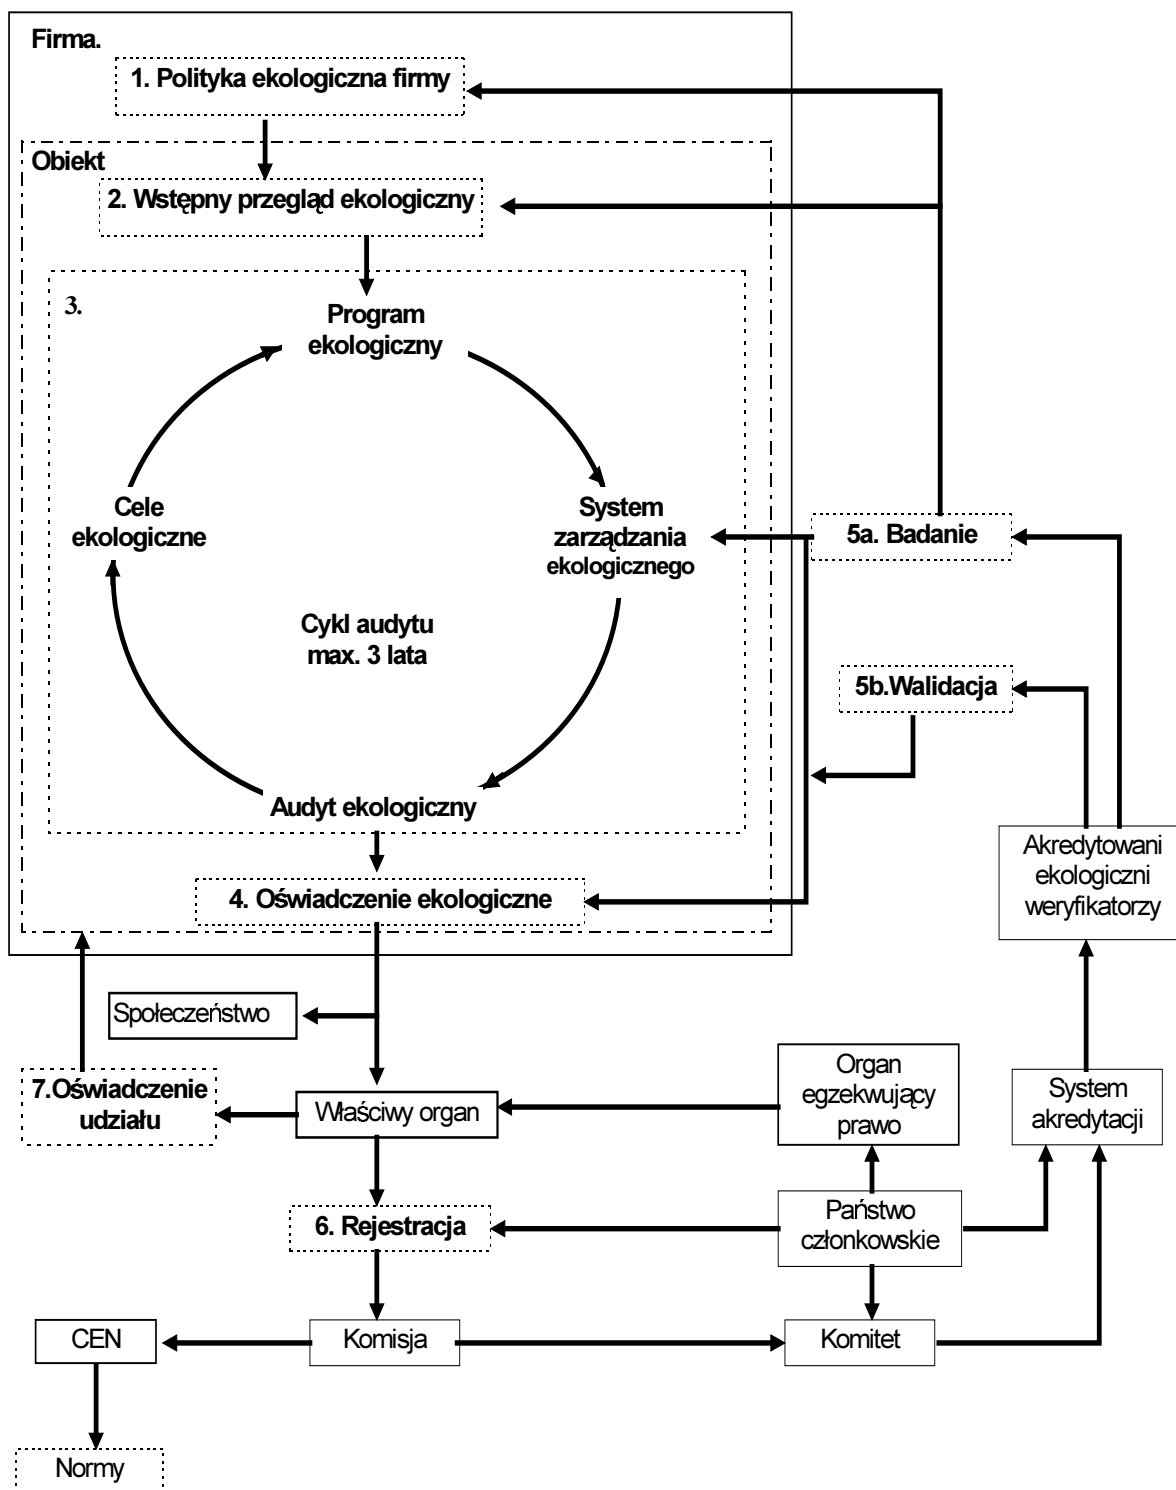 Firma.
1. Polityka ekologiczna firmy
Obiekt
2. Wstępny przegląd ekologiczny
3.
Program
ekologiczny
Cele
ekologiczne
System
zarządzania
ekologicznego
5a. Badanie
Cykl audytu
max. 3 lata
5b.Walidacja
Audyt ekologiczny
Akredytowani
ekologiczni
weryfikatorzy
4. Oświadczenie ekologiczne
Społeczeństwo
7.Oświadczenie
udziału
Właściwy organ
Organ
egzekwujący
prawo
System
akredytacji
6. Rejestracja
Państwo
członkowskie
CEN
Komisja
Komitet
Normy